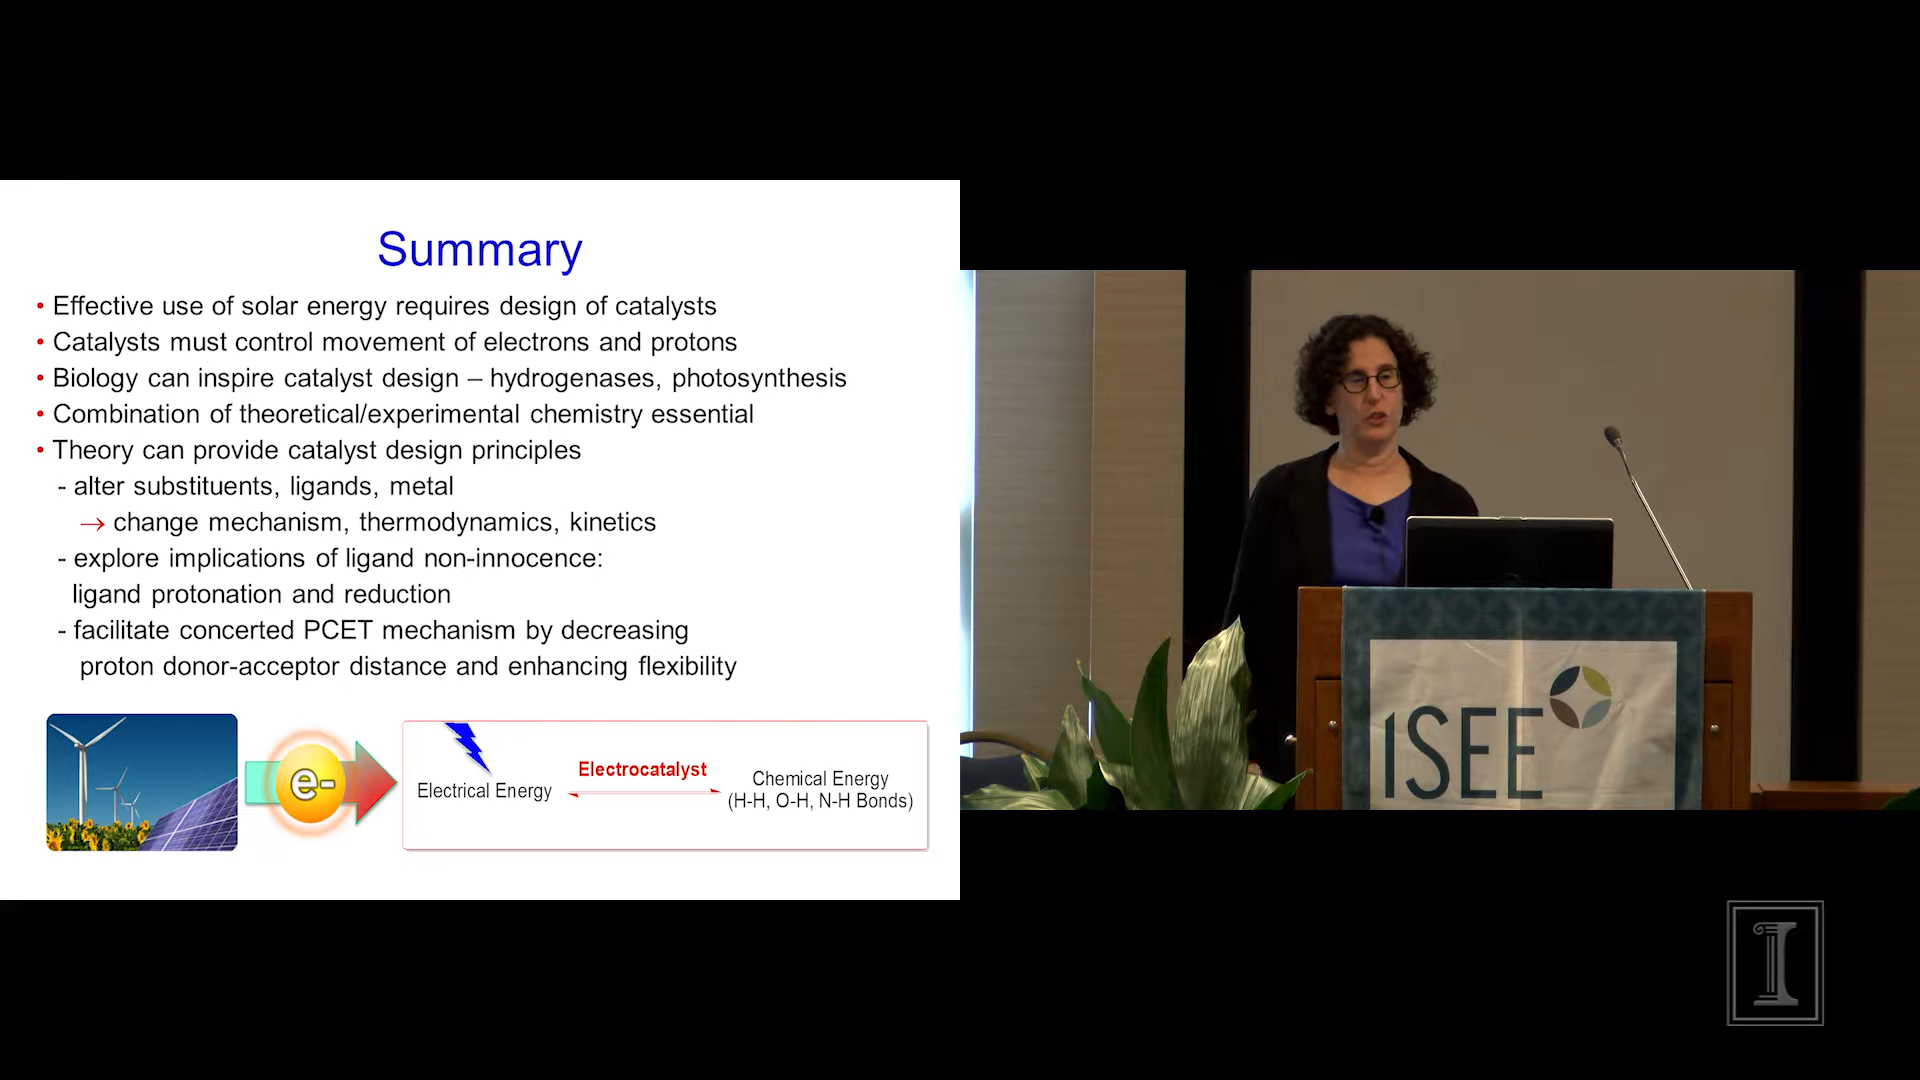 Summary
• Effective use of solar energy requires design of catalysts
• Catalysts must control movement of electrons and protons
• Biology can inspire catalyst design – hydrogenases, photosynthesis
• Combination of theoretical/experimental chemistry essential
• Theory can provide catalyst design principles
- alter substituents, ligands, metal
→ change mechanism, thermodynamics, kinetics
- explore implications of ligand non-innocence:
ligand protonation and reduction
- facilitate concerted PCET mechanism by decreasing
proton donor-acceptor distance and enhancing flexibility
e-
Electrical Energy
Electrocatalyst
Chemical Energy
(H-H, O-H, N-H Bonds)
iSEE
I